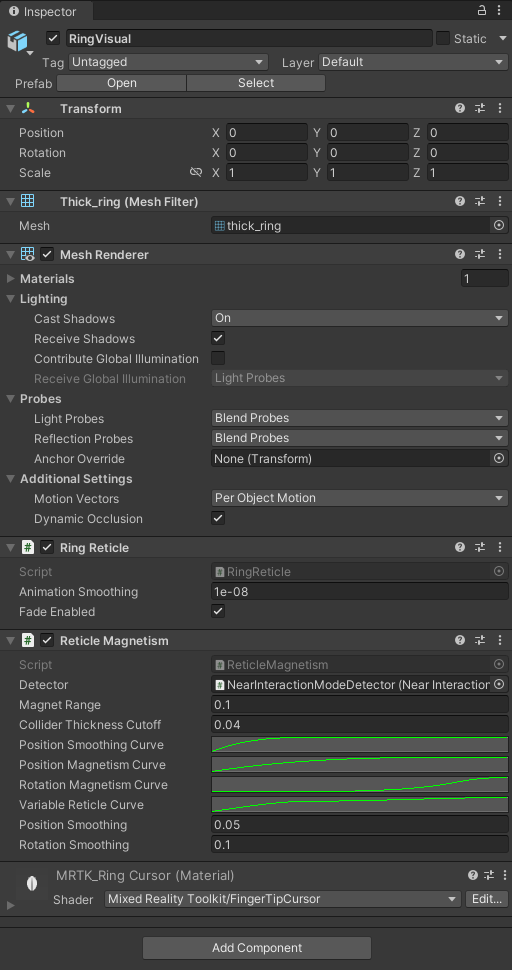 Inspector
RingVisual Static
Tag Untagged Layer Default
Prefab Open Select
Transform
Position X 0 Y 0 Z 0
Rotation X 0 Y 0 Z 0
Scale X 1 Y 1 Z 1
Thick_ring (Mesh Filter)
Mesh thick_ring
Mesh Renderer
Materials 1
Lighting
Cast Shadows On
Receive Shadows
Contribute Global Illumination
Receive Global Illumination Light Probes
Probes
Light Probes Blend Probes
Reflection Probes Blend Probes
Anchor Override None (Transform)
Additional Settings
Motion Vectors Per Object Motion
Dynamic Occlusion
# Ring Reticle
Script # RingReticle
Animation Smoothing 1e-08
Fade Enabled
# Reticle Magnetism
Script # ReticleMagnetism
Detector # NearInteractionModeDetector (Near Interaction
Magnet Range 0.1
Collider Thickness Cutoff 0.04
Position Smoothing Curve
Position Magnetism Curve
Rotation Magnetism Curve
Variable Reticle Curve
Position Smoothing 0.05
Rotation Smoothing 0.1
MRTK_Ring Cursor (Material)
Shader Mixed Reality Toolkit/FingerTipCursor Edit...
Add Component